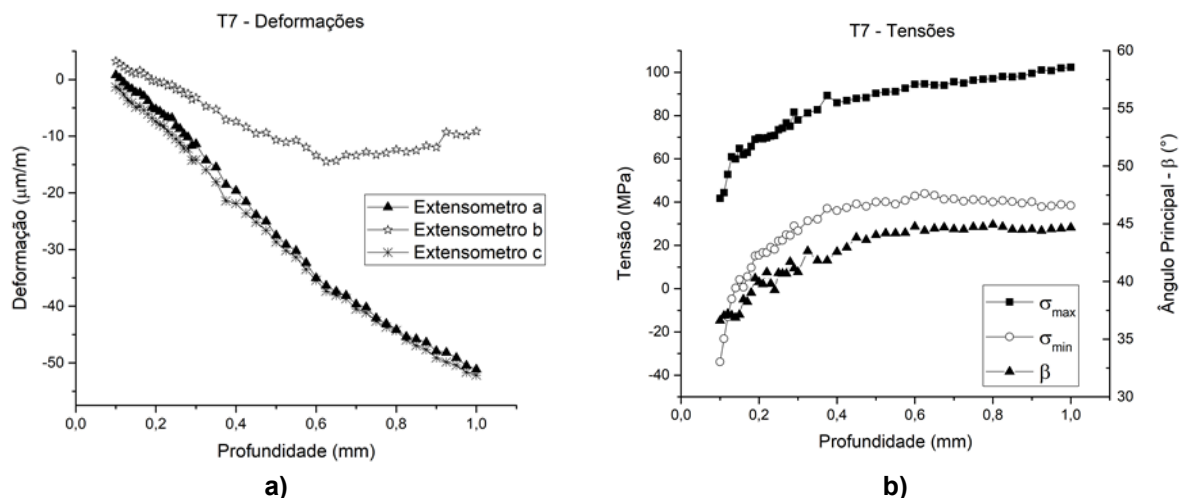 T7 - Deformações
Deformação (μm/m)
0
-10
-20
-30
-40
-50
Extensometro a
Extensometro b
Extensometro c
0,0 0,2 0,4 0,6 0,8 1,0
Profundidade (mm)
a)
T7 - Tensões
Tensão (MPa)
100
80
60
40
20
0
-20
-40
60
55
50
45
40
35
30
Ângulo Principal - β (°)
σmax
σmin
β
0,0 0,2 0,4 0,6 0,8 1,0
Profundidade (mm)
b)